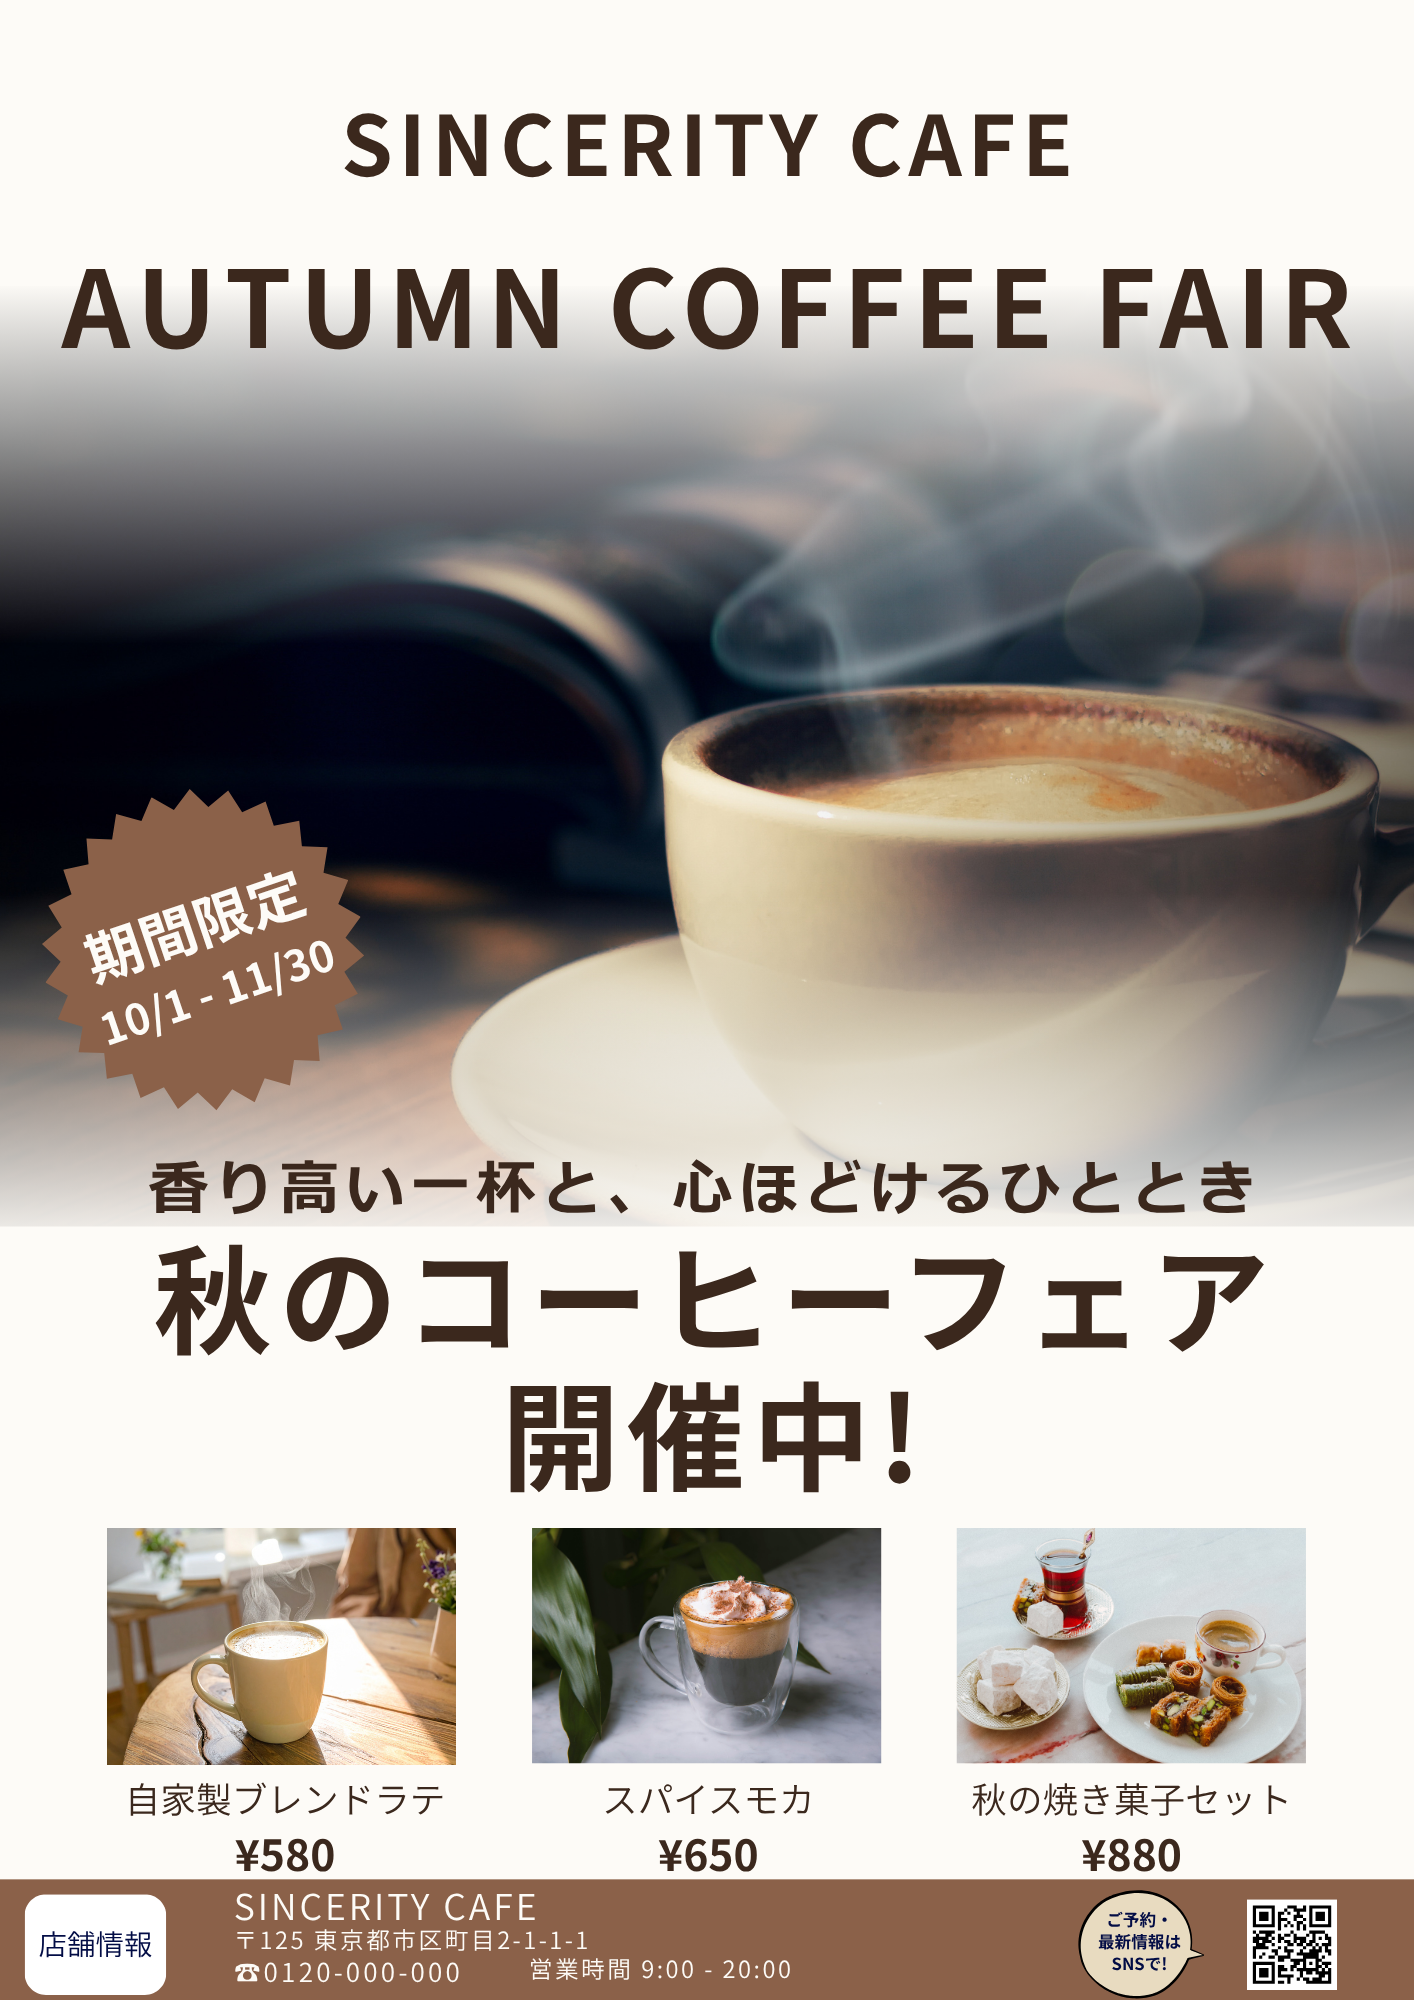 SINCERITY CAFE
AUTUMN COFFEE FAIR
期間限定
10/1 - 11/30
香り高い一杯と、心ほどけるひととき
秋のコーヒーフェア
開催中!
自家製ブレンドラテ
¥580
スパイスモカ
¥650
秋の焼き菓子セット
¥880
店舗情報
SINCERITY CAFE
〒125 東京都市区町目2-1-1-1
☎0120-000-000
営業時間 9:00 - 20:00
ご予約・
最新情報は
SNSで!